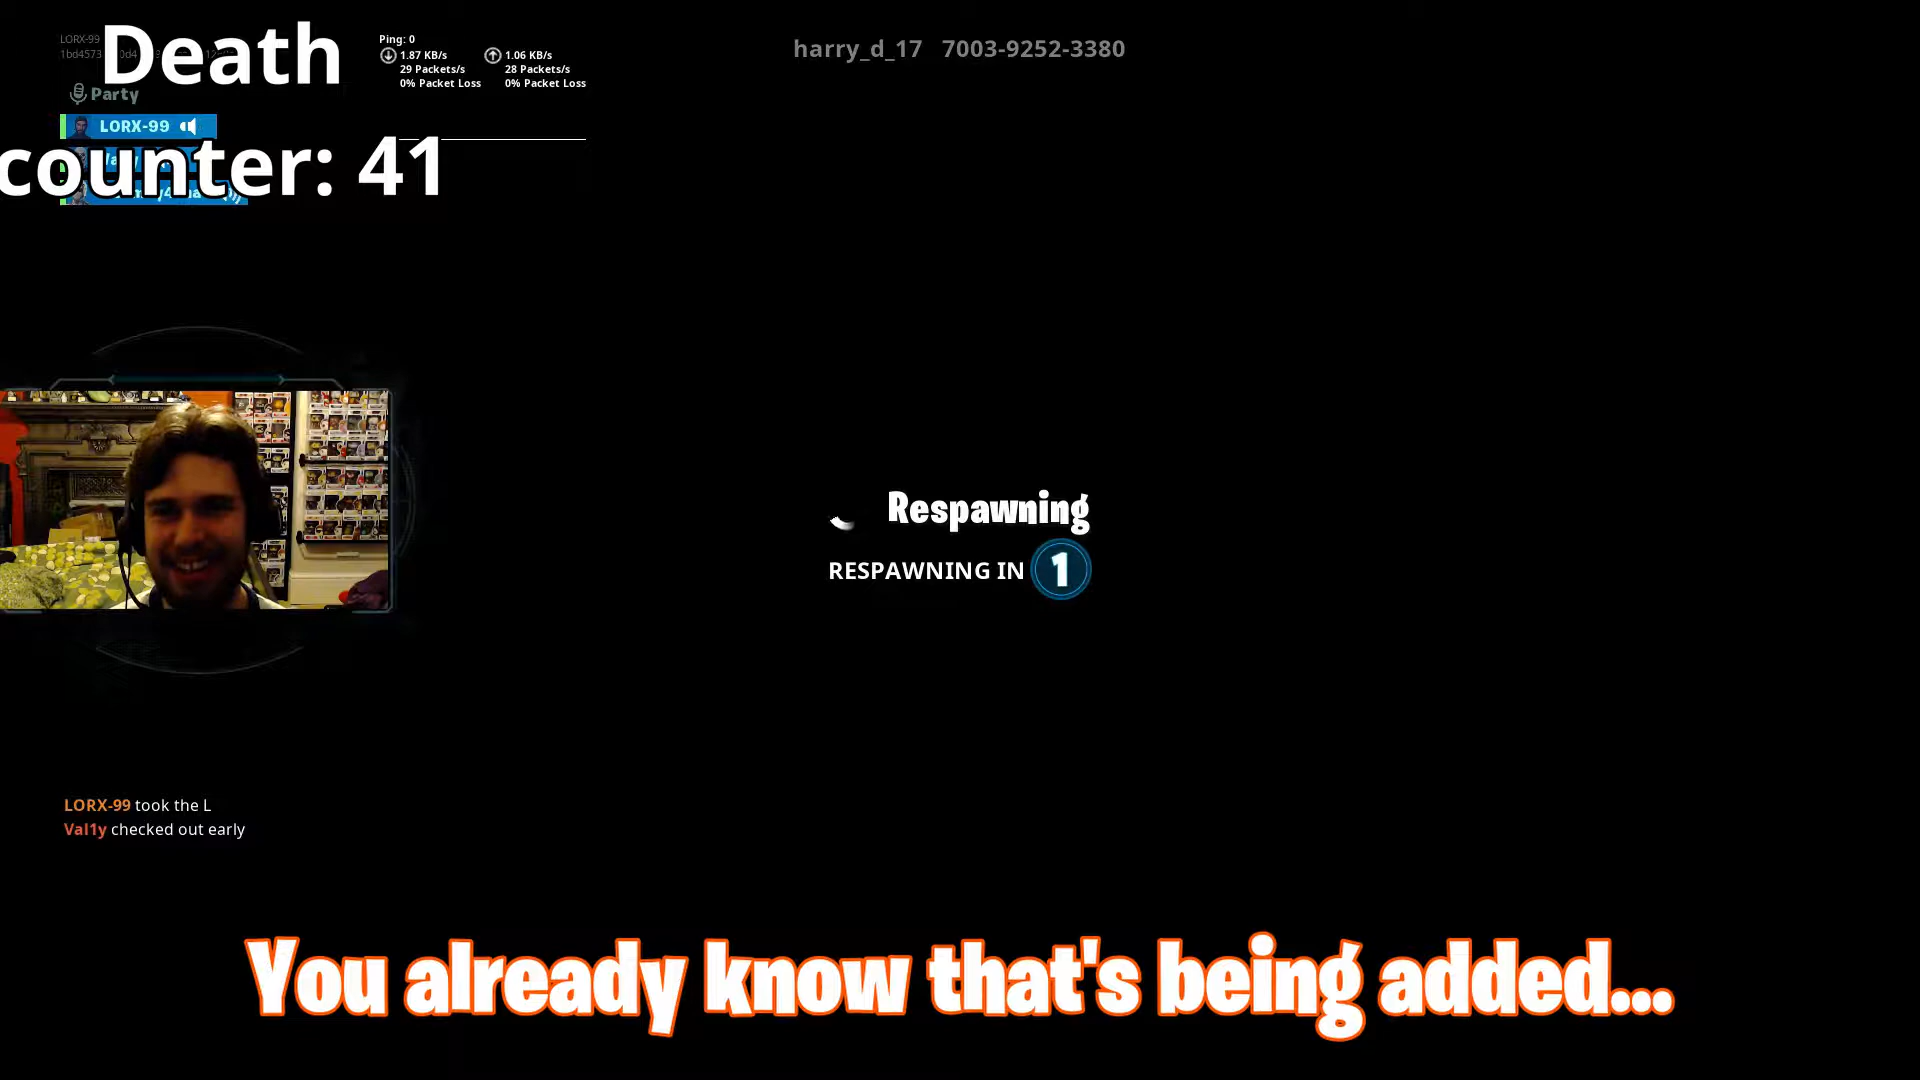 Death
counter: 41
LORX-99
Ping: 0
1.87 KB/s
1.06 KB/s
29 Packets/s
28 Packets/s
0% Packet Loss
0% Packet Loss
harry_d_17 7003-9252-3380
Party
LORX-99
Respawning
RESPAWNING IN 1
LORX-99 took the L
Val1y checked out early
You already know that's being added...